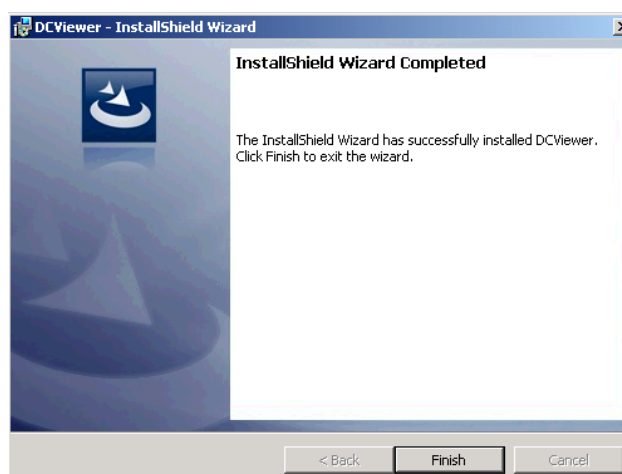 DCViewer - InstallShield Wizard
InstallShield Wizard Completed
The InstallShield Wizard has successfully installed DCViewer.
Click Finish to exit the wizard.
< Back
Finish
Cancel